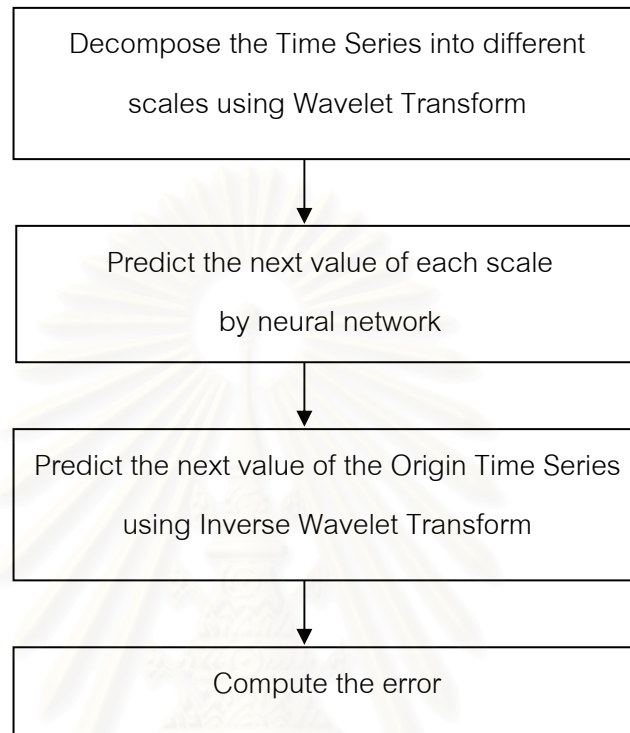 Decompose the Time Series into different
scales using Wavelet Transform
Predict the next value of each scale
by neural network
Predict the next value of the Origin Time Series
using Inverse Wavelet Transform
Compute the error